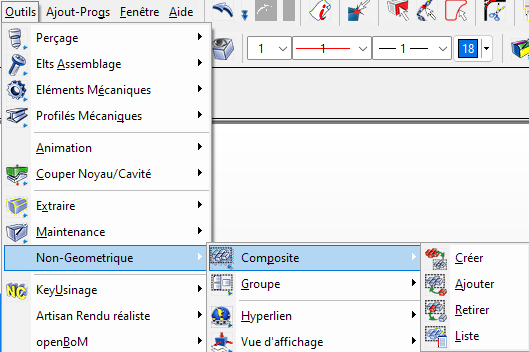 Outils Ajout-Progs Fenêtre Aide
1 1 1 18
Perçage
Elts Assemblage
Eléments Mécaniques
Profilés Mécaniques
Animation
Couper Noyau/Cavité
Extraire
Maintenance
Non-Geometrique
KeyUsinage
Artisan Rendu réaliste
openBoM
Composite
Groupe
Hyperlien
Vue d'affichage
Créer
Ajouter
Retirer
Liste